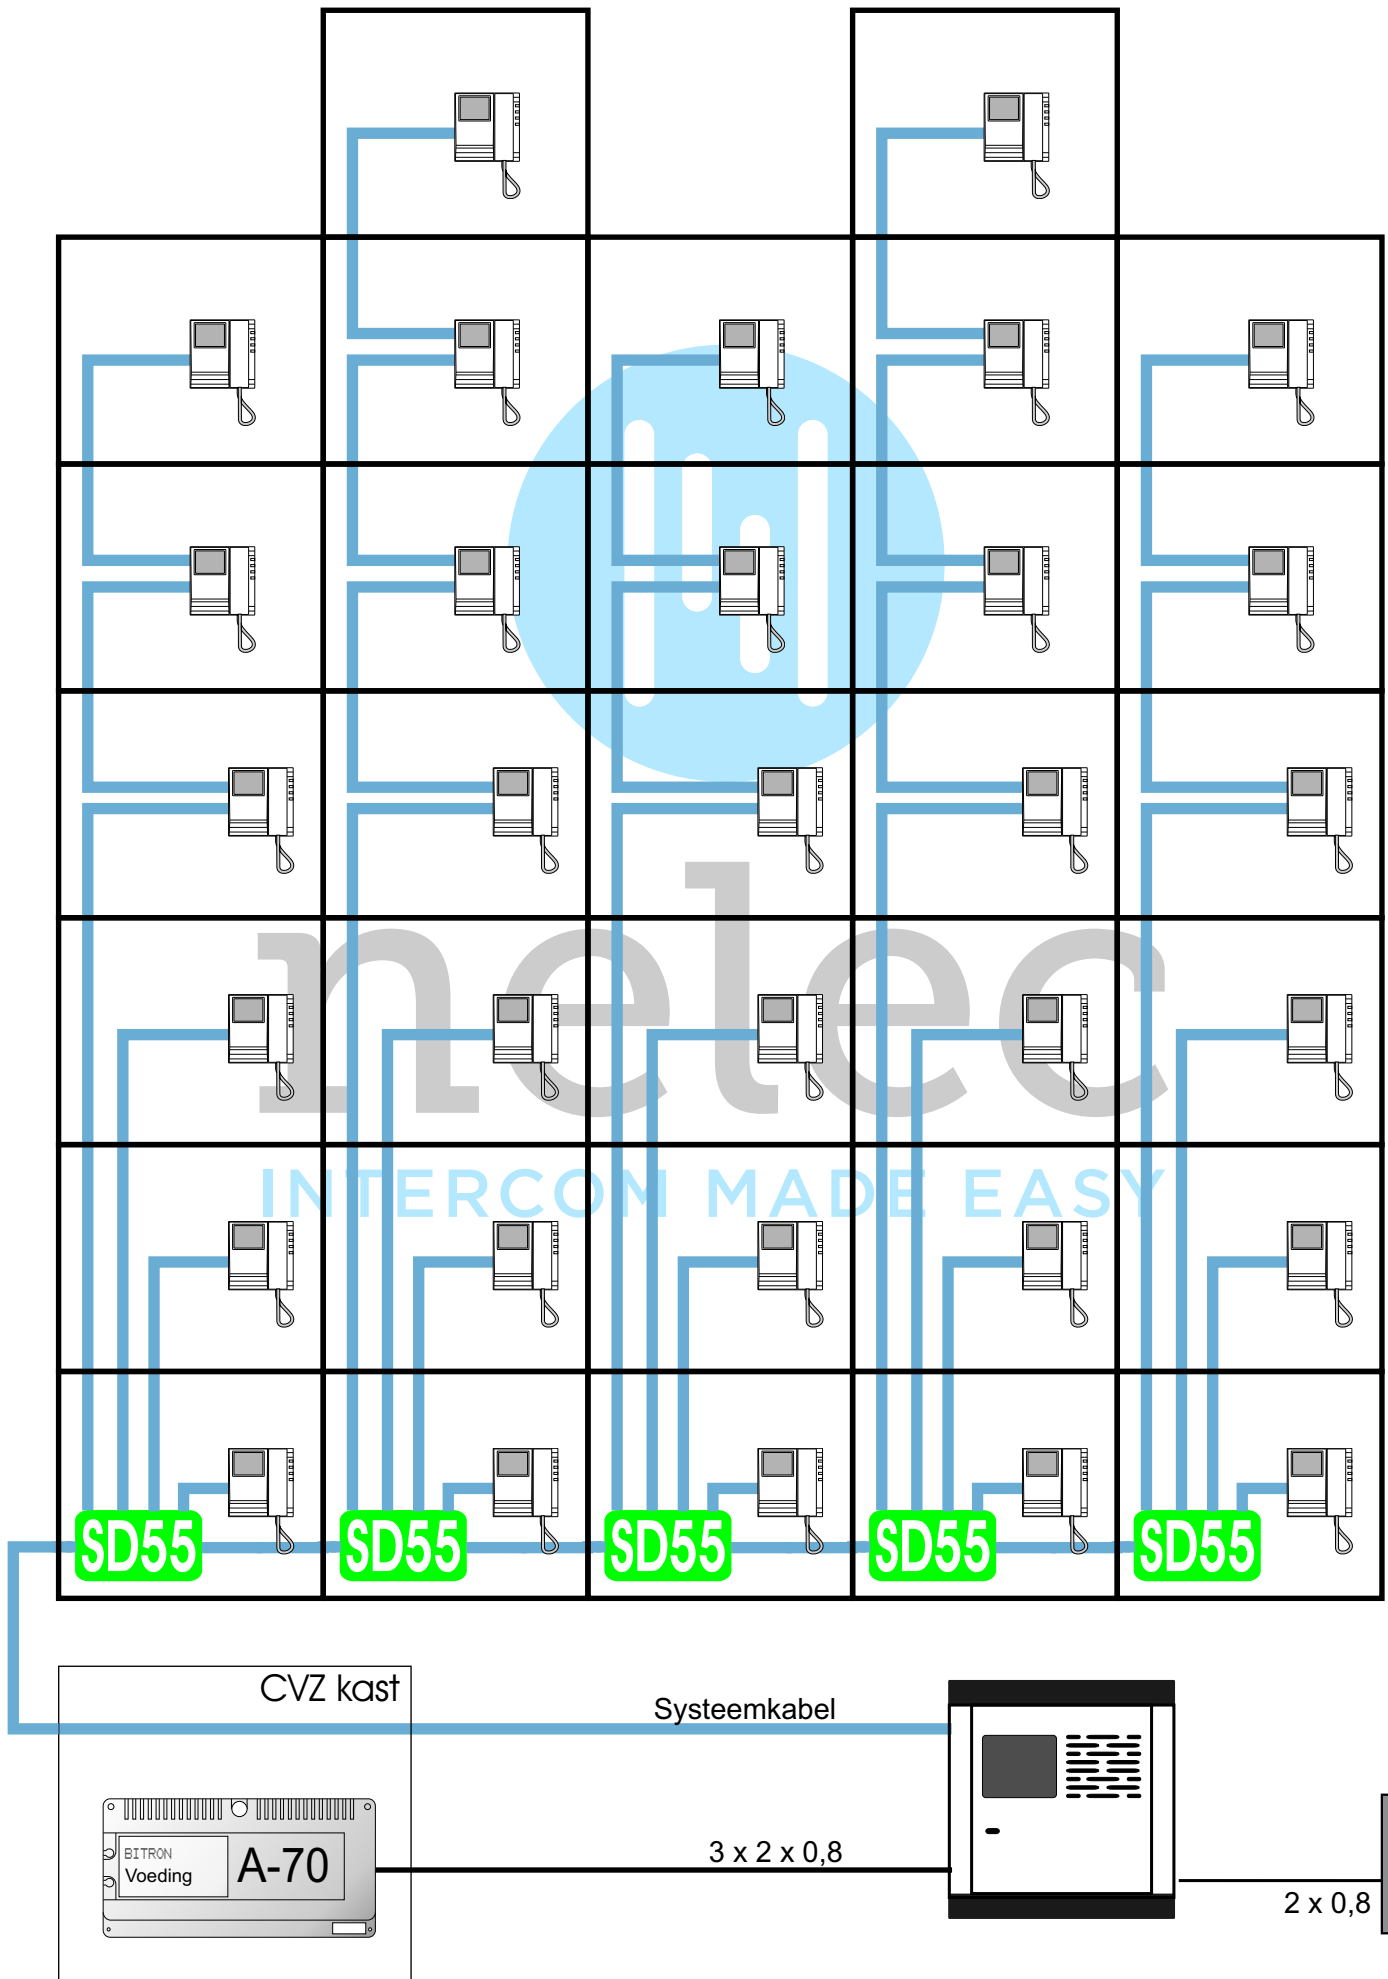 nelec
INTERCOM MADE EASY
SD55 SD55 SD55 SD55 SD55
CVZ kast
Systeemkabel
BITRON
Voeding
A-70
3 x 2 x 0,8
2 x 0,8